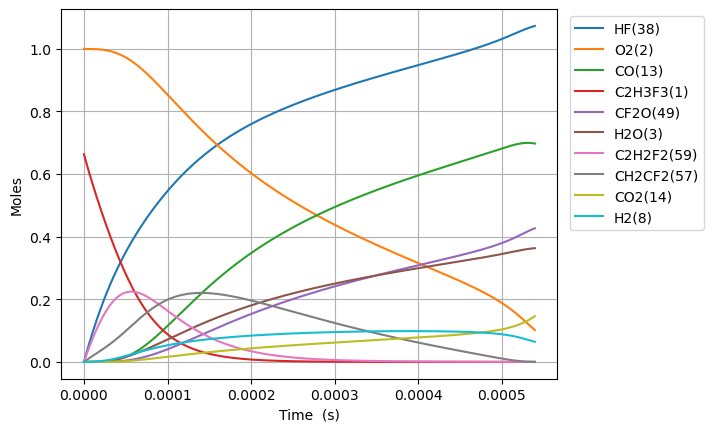 1.0
0.8
0.6
0.4
0.2
0.0
Moles
0.0000 0.0001 0.0002 0.0003 0.0004 0.0005
Time (s)
HF(38)
O2(2)
CO(13)
C2H3F3(1)
CF2O(49)
H2O(3)
C2H2F2(59)
CH2CF2(57)
CO2(14)
H2(8)